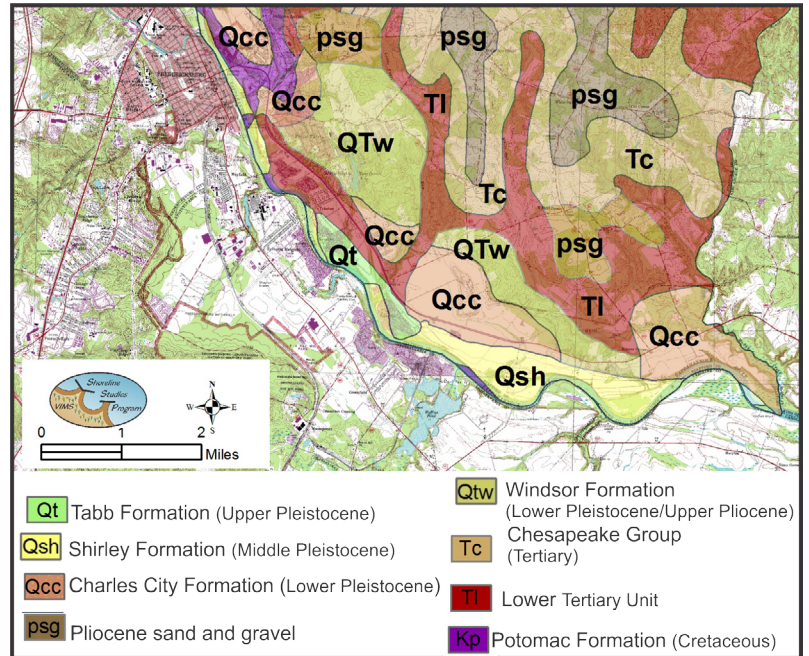 Qcc
psg
psg
psg
Qcc
Tl
QTw
Tc
Tc
Qcc
Qt
QTw
psg
Qcc
Tl
Qcc
Qsh
FREDERICKSBURG
Shoreline
Studies
Program
VIMS
N
W E
S
0 1 2
Miles
Qt Tabb Formation (Upper Pleistocene)
Qsh Shirley Formation (Middle Pleistocene)
Qcc Charles City Formation (Lower Pleistocene)
psg Pliocene sand and gravel
Qtw Windsor Formation
(Lower Pleistocene/Upper Pliocene)
Tc Chesapeake Group
(Tertiary)
Tl Lower Tertiary Unit
Kp Potomac Formation (Cretaceous)